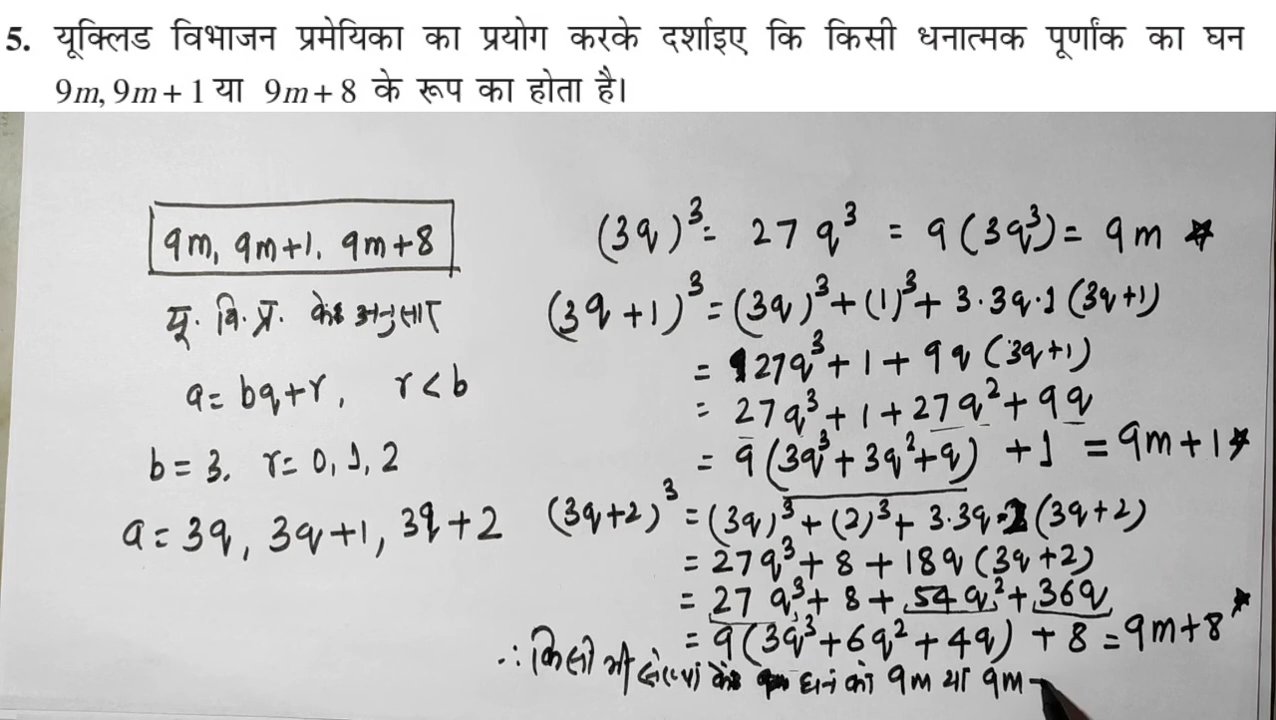 5. यूक्लिड विभाजन प्रमेयिका का प्रयोग करके दर्शाइए कि किसी धनात्मक पूर्णांक का घन
9m, 9m + 1 या 9m + 8 के रूप का होता है।
9m, 9m+1, 9m+8
यू. वि. प्र. के अनुसार
a = bq+r, r<b
b = 3, r = 0, 1, 2
a = 3q, 3q+1, 3q+2
(3q)³ = 27q³ = 9(3q³) = 9m
(3q+1)³ = (3q)³+(1)³+3·3q·1(3q+1)
= 27q³+1+9q(3q+1)
= 27q³+1+27q²+9q
= 9(3q³+3q²+q) +1 = 9m+1
(3q+2)³ = (3q)³+(2)³+3·3q·2(3q+2)
= 27q³+8+18q(3q+2)
= 27q³+8+54q²+36q
= 9(3q³+6q²+4q) +8 = 9m+8
∴ किसी भी के घन को 9m या 9m